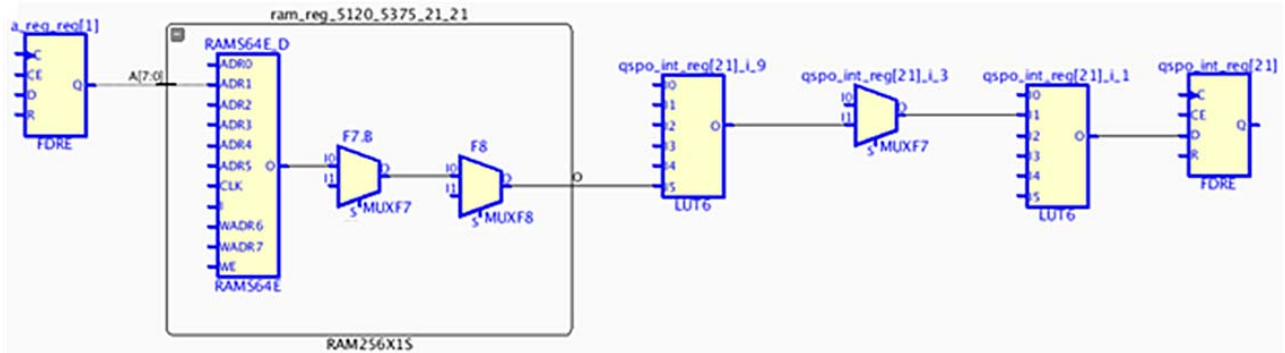 ram_reg_5120_5375_21_21
a_reg_reg[1]
C
CE
D
R
Q
FDRE
A[7:0]
RAMS64E_D
ADR0
ADR1
ADR2
ADR3
ADR4
ADR5
CLK
I
WADR6
WADR7
WE
O
RAMS64E
F7.B
I0
I1
S
O
MUXF7
F8
I0
I1
S
O
MUXF8
O
RAM256X1S
qspo_int_reg[21]_i_9
I0
I1
I2
I3
I4
I5
O
LUT6
qspo_int_reg[21]_i_3
I0
I1
S
O
MUXF7
qspo_int_reg[21]_i_1
I0
I1
I2
I3
I4
I5
O
LUT6
qspo_int_reg[21]
C
CE
D
R
Q
FDRE